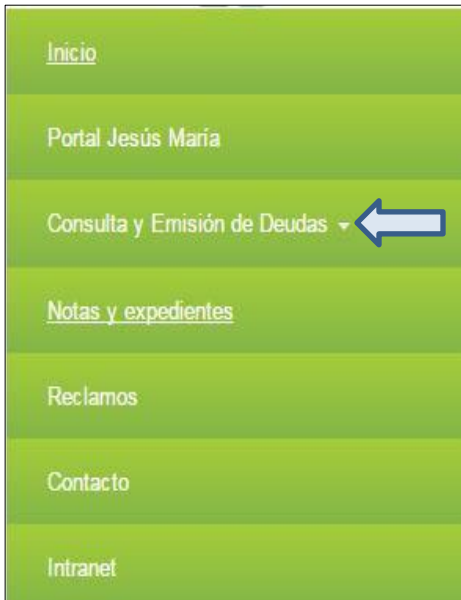 Inicio
Portal Jesús María
Consulta y Emisión de Deudas
Notas y expedientes
Reclamos
Contacto
Intranet